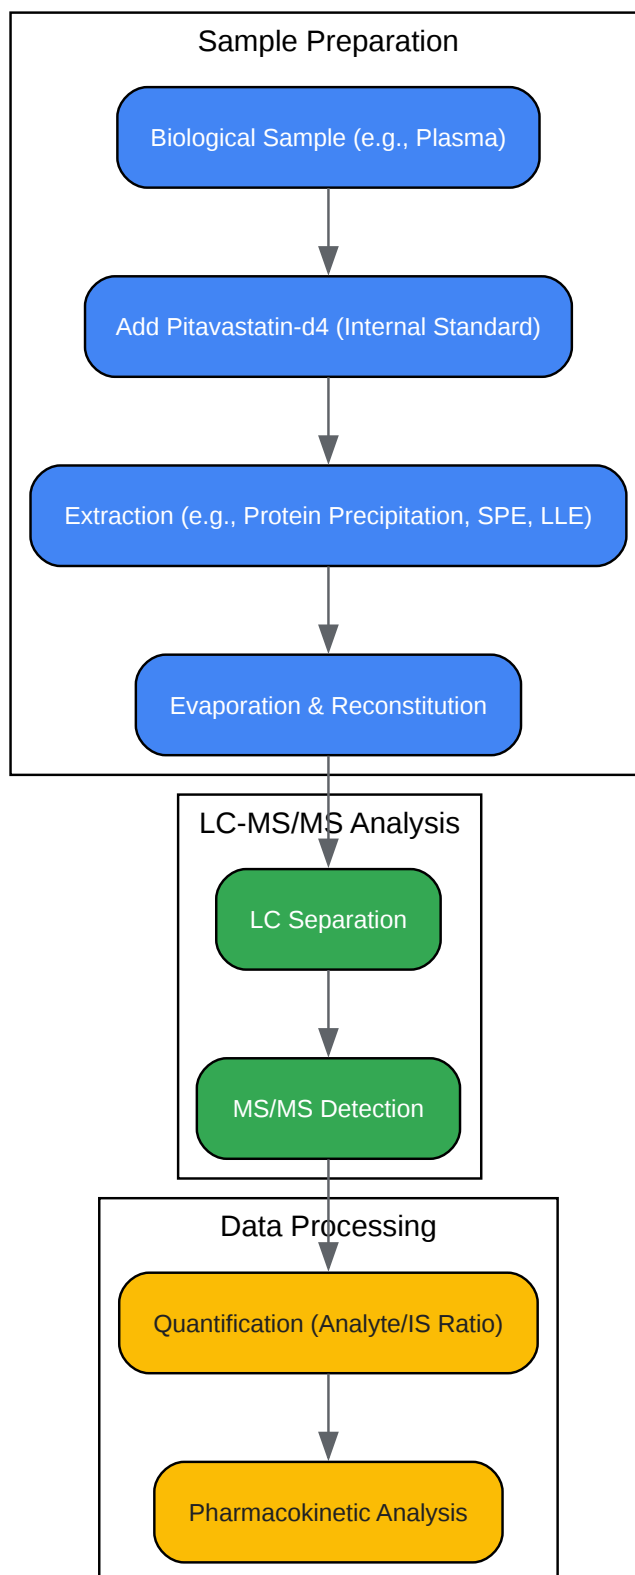 Sample Preparation
Biological Sample (e.g., Plasma)
Add Pitavastatin-d4 (Internal Standard)
Extraction (e.g., Protein Precipitation, SPE, LLE)
Evaporation & Reconstitution
LC-MS/MS Analysis
LC Separation
MS/MS Detection
Data Processing
Quantification (Analyte/IS Ratio)
Pharmacokinetic Analysis